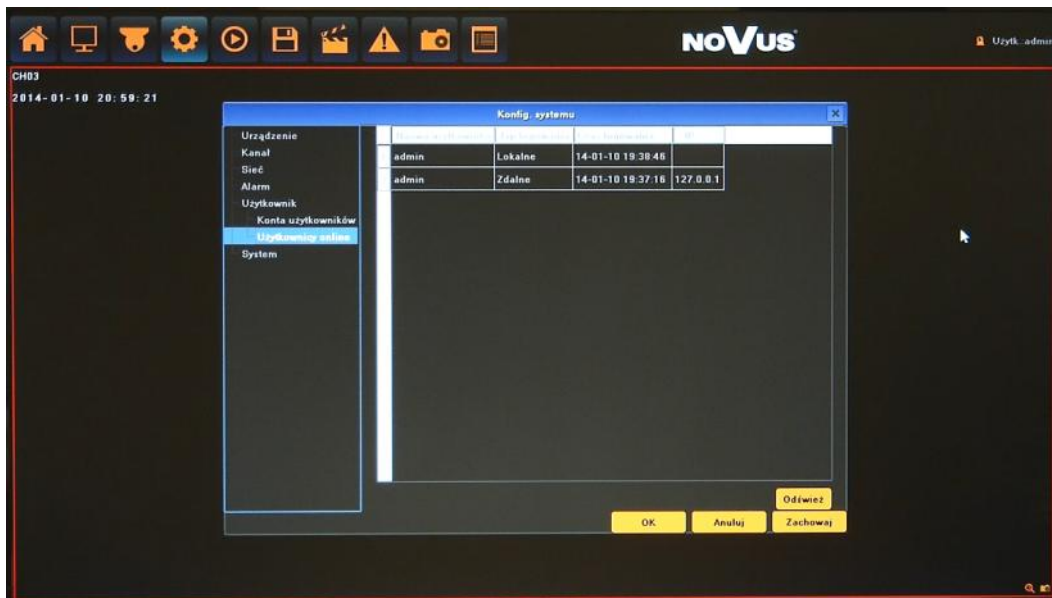 NOVUS
Użytk.:admin
CH03
2014-01-10 20:59:21
Konfig. systemu
Urządzenie
Kanał
Sieć
Alarm
Użytkownik
Konta użytkowników
Użytkownicy online
System
admin Lokalne 14-01-10 19:38:46
admin Zdalne 14-01-10 19:37:16 127.0.0.1
Odśwież
OK Anuluj Zachowaj